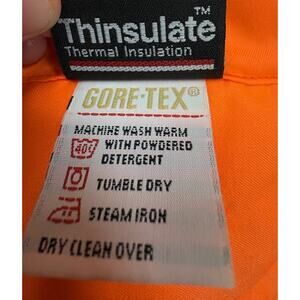 Thinsulate™
Thermal Insulation
GORE-TEX®
MACHINE WASH WARM
40° WITH POWDERED
DETERGENT
TUMBLE DRY
STEAM IRON
DRY CLEAN OVER